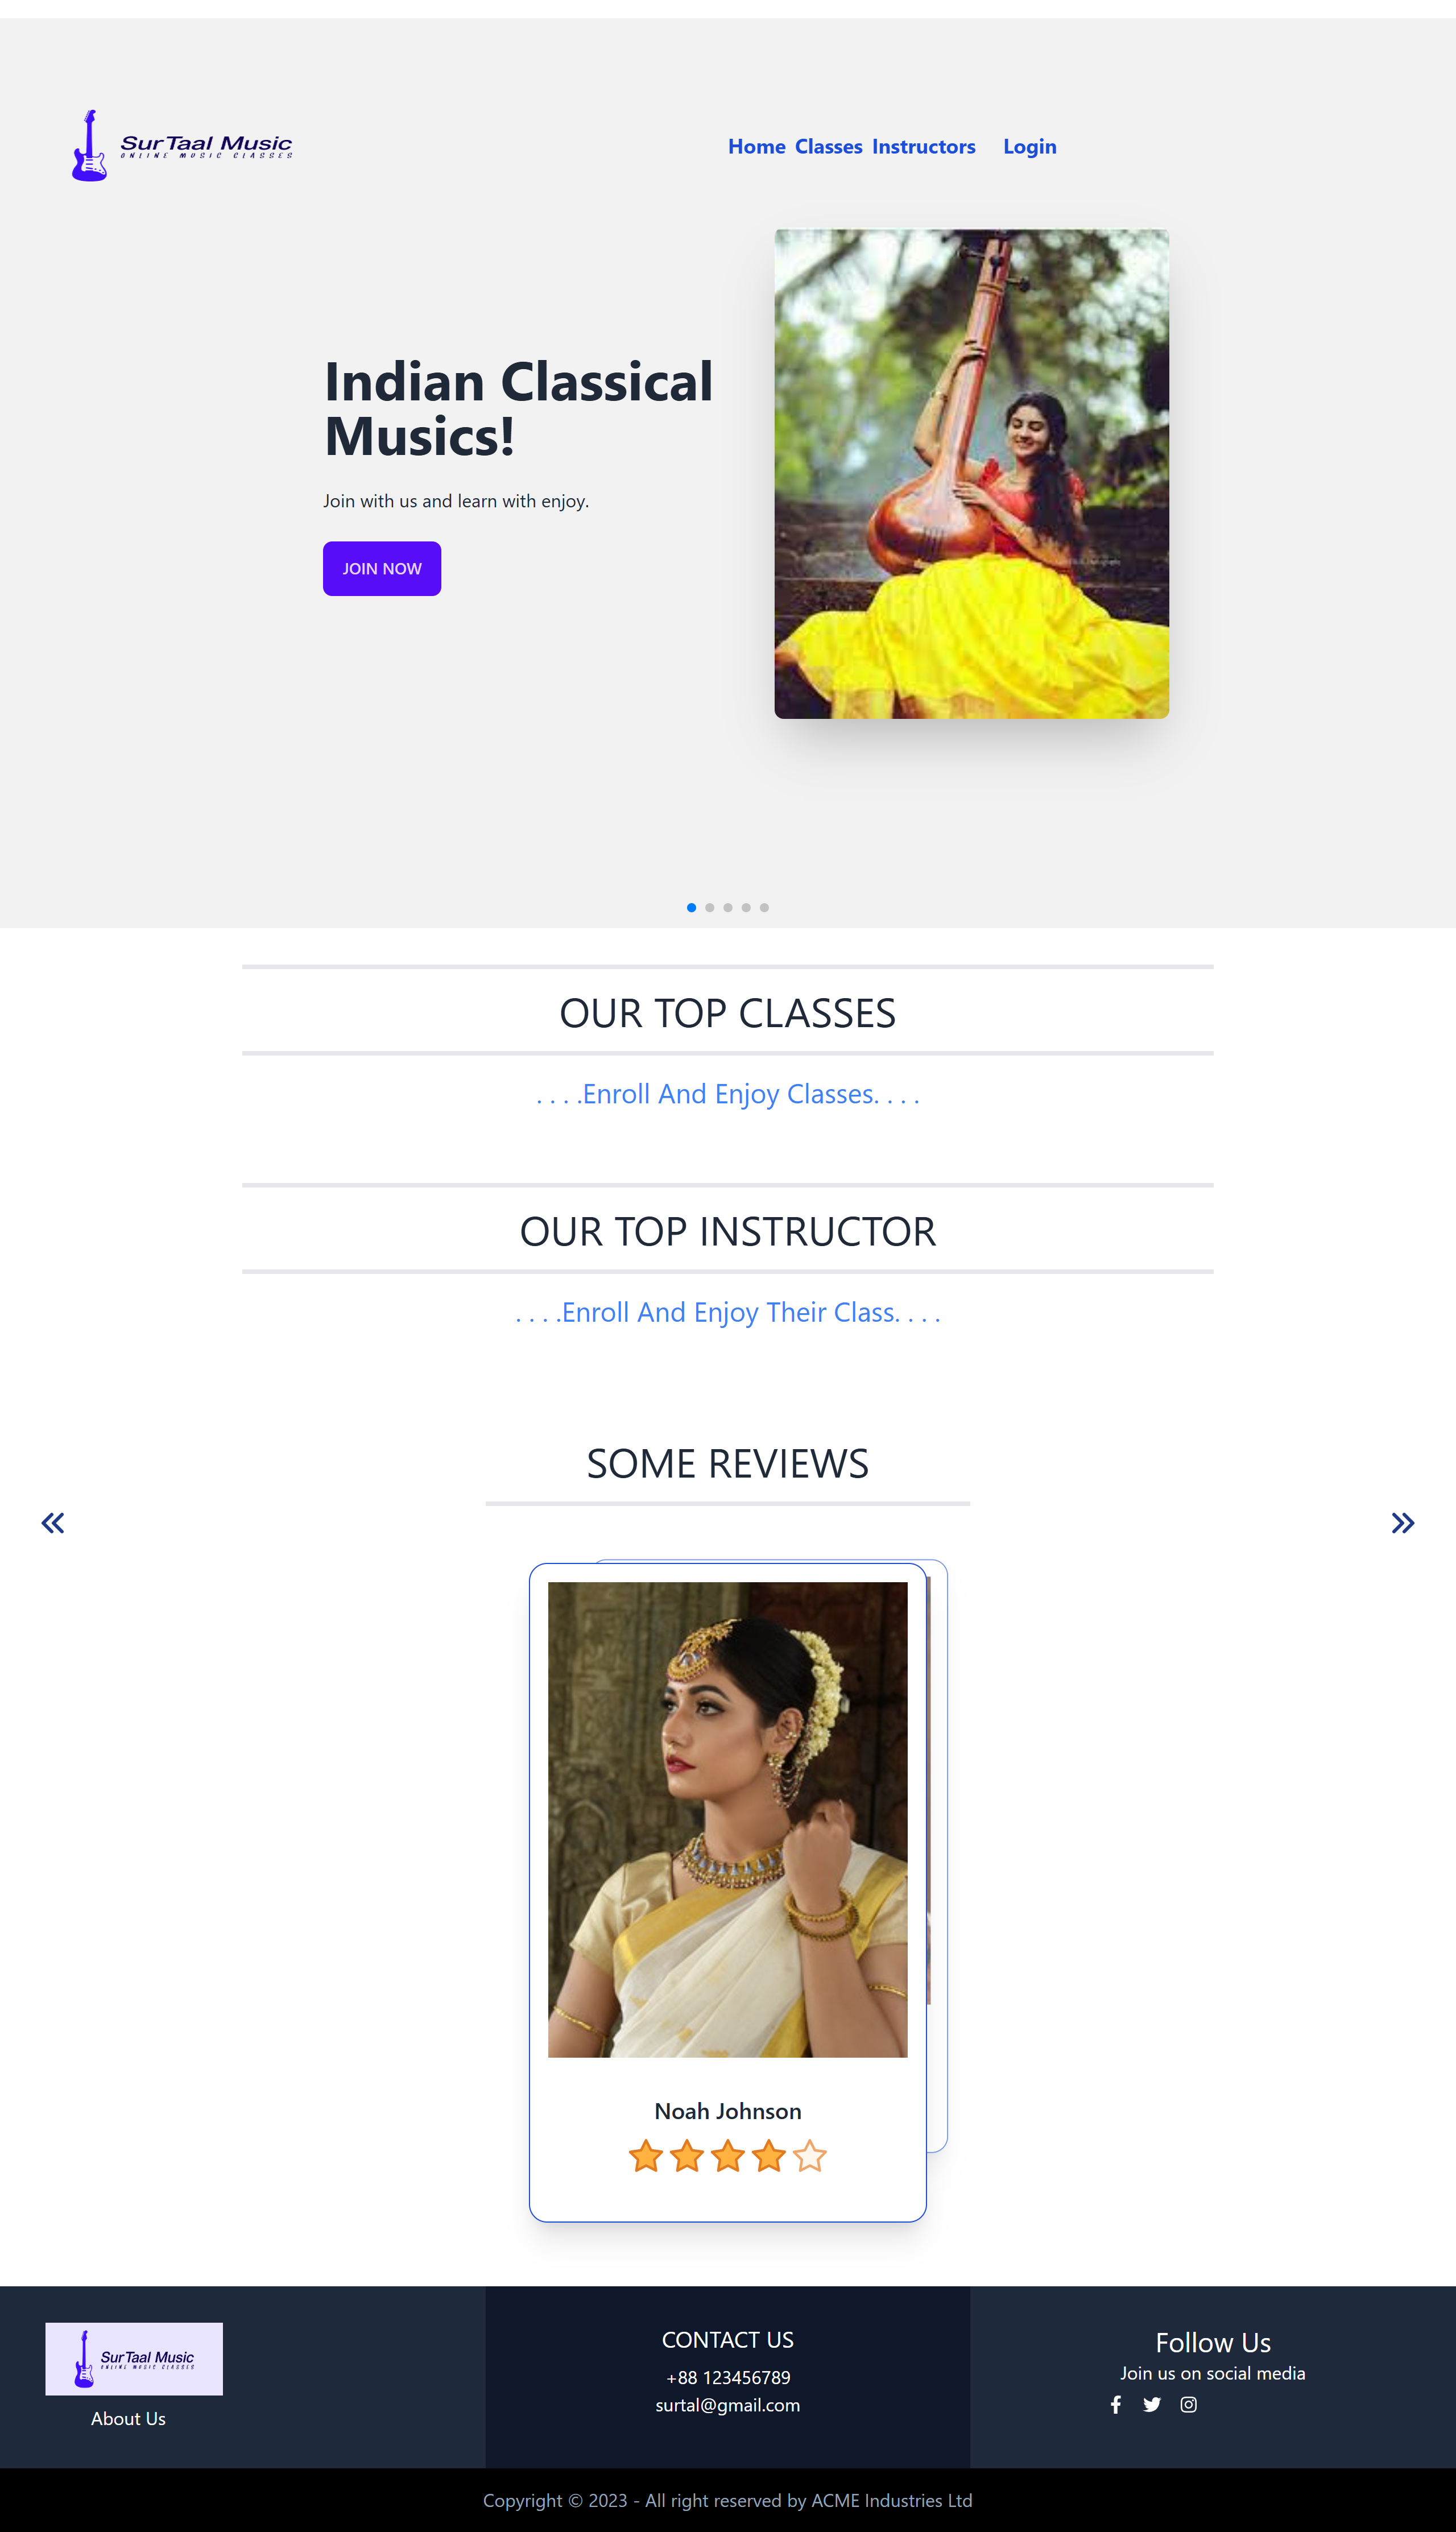 SurTaal Music
ONLINE MUSIC CLASSES
Home Classes Instructors Login
Indian Classical
Musics!
Join with us and learn with enjoy.
JOIN NOW
OUR TOP CLASSES
. . . .Enroll And Enjoy Classes. . . .
OUR TOP INSTRUCTOR
. . . .Enroll And Enjoy Their Class. . . .
SOME REVIEWS
Noah Johnson
SurTaal Music
ONLINE MUSIC CLASSES
About Us
CONTACT US
+88 123456789
surtal@gmail.com
Follow Us
Join us on social media
Copyright © 2023 - All right reserved by ACME Industries Ltd